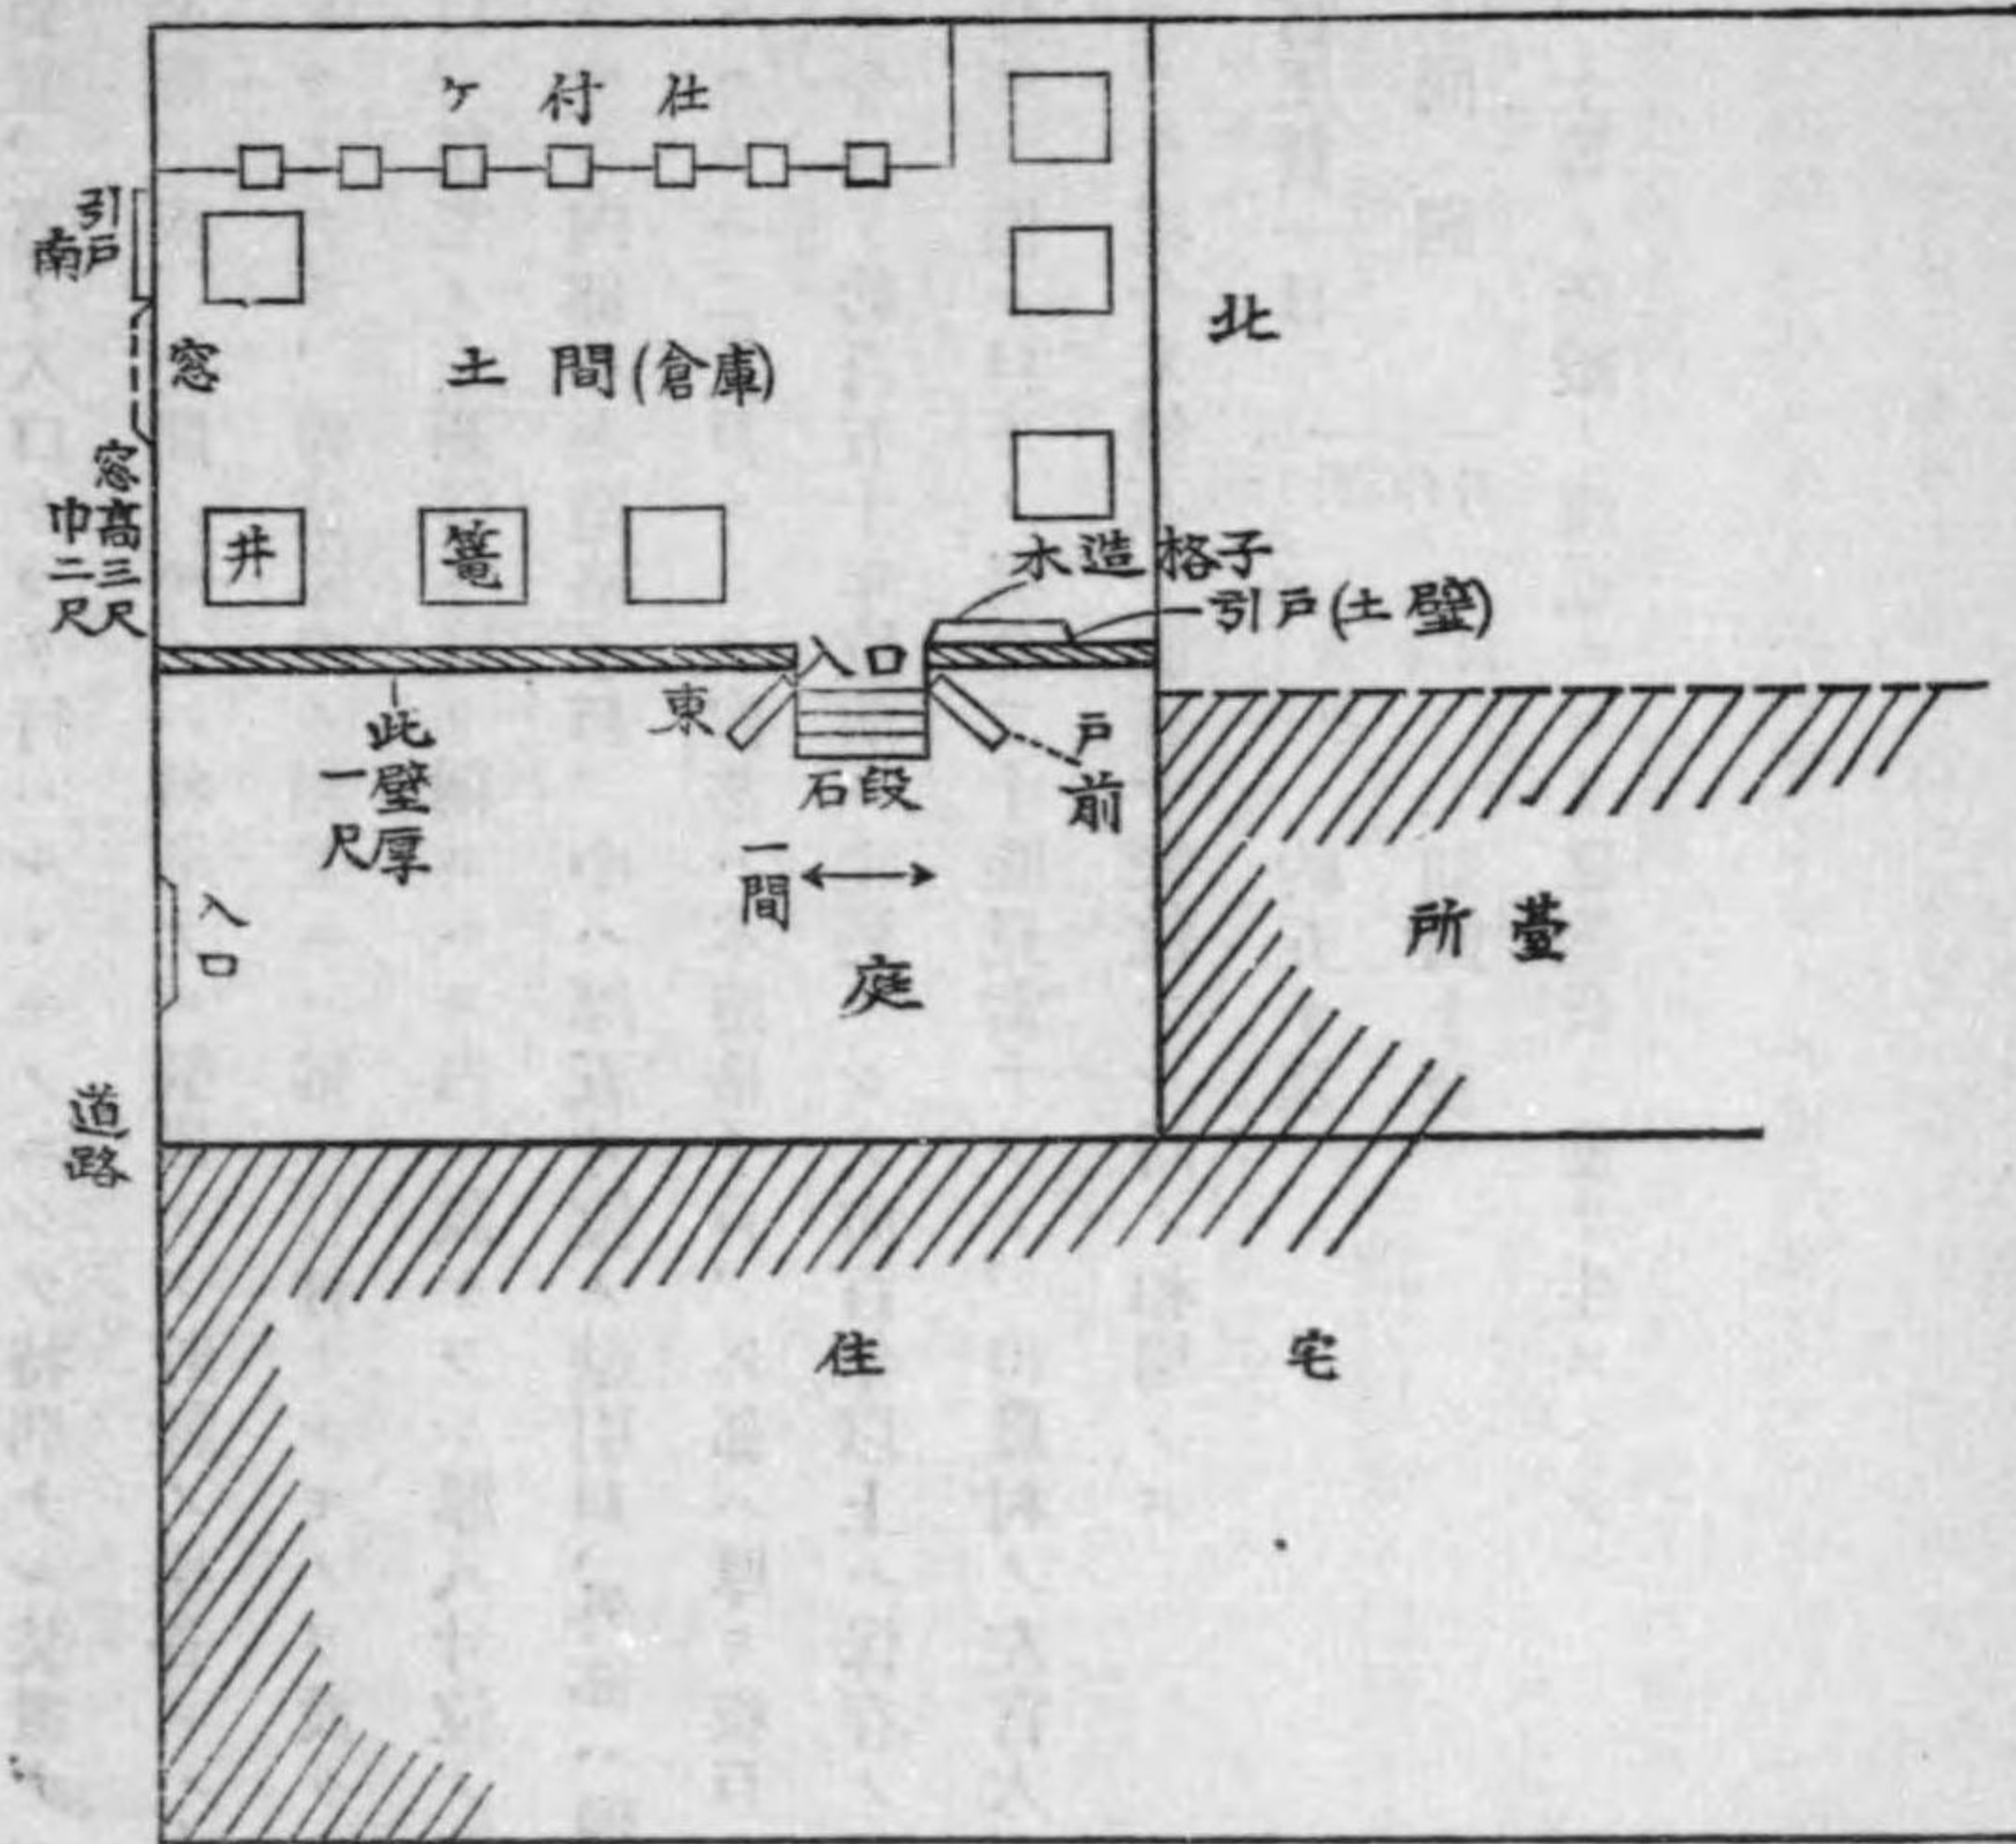 仕付ケ
引戸
南
窓
土間(倉庫)
北
窓高三尺
巾二尺
井
篭
木造格子
引戸(土壁)
入口
東
石段
戸前
此壁厚
一尺
一間
入口
庭
臺所
道路
住宅